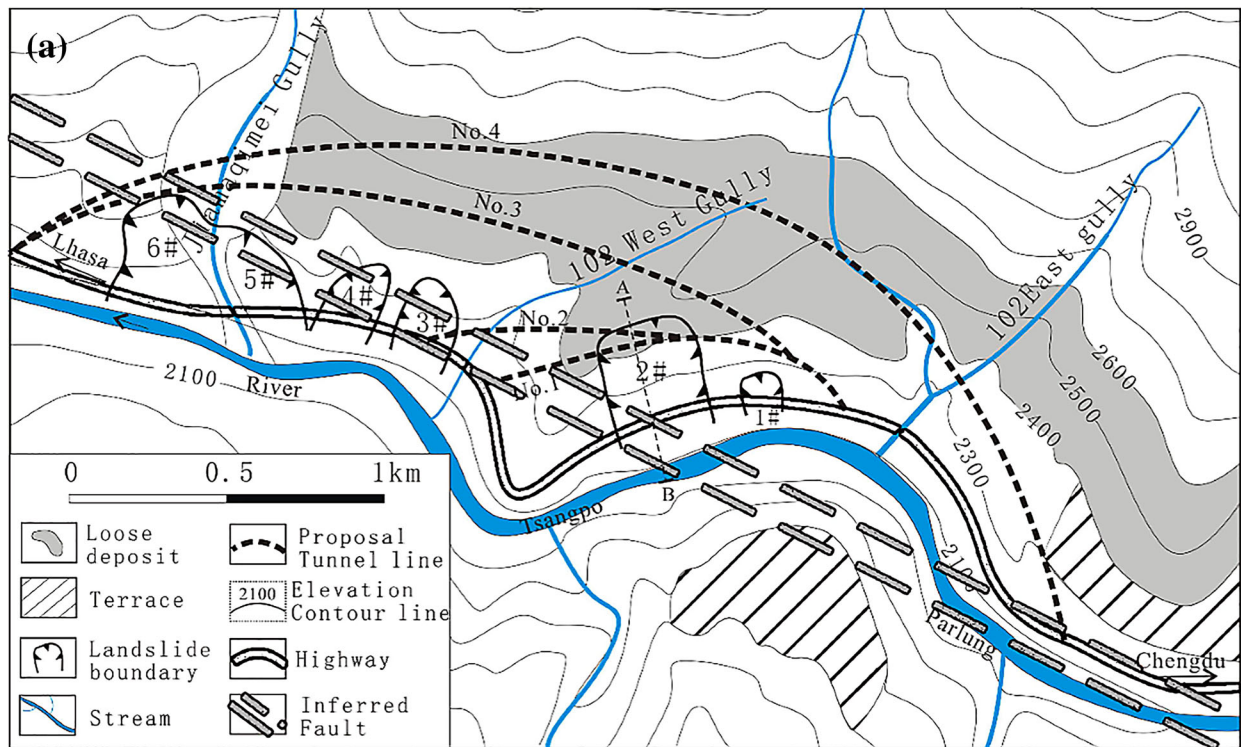 (a)
Jiamaqymei Gully
No.4
No.3
102 West Gully
102East gully
2900
Lhasa
6#
5#
4#
3#
A
No.2
No.1
2#
1#
2600
2500
2400
2300
2100
River
B
Tsangpo
2100
Parlung
Chengdu
0 0.5 1km
Loose
deposit
Proposal
Tunnel line
Terrace
2100
Elevation
Contour line
Landslide
boundary
Highway
Stream
Inferred
Fault